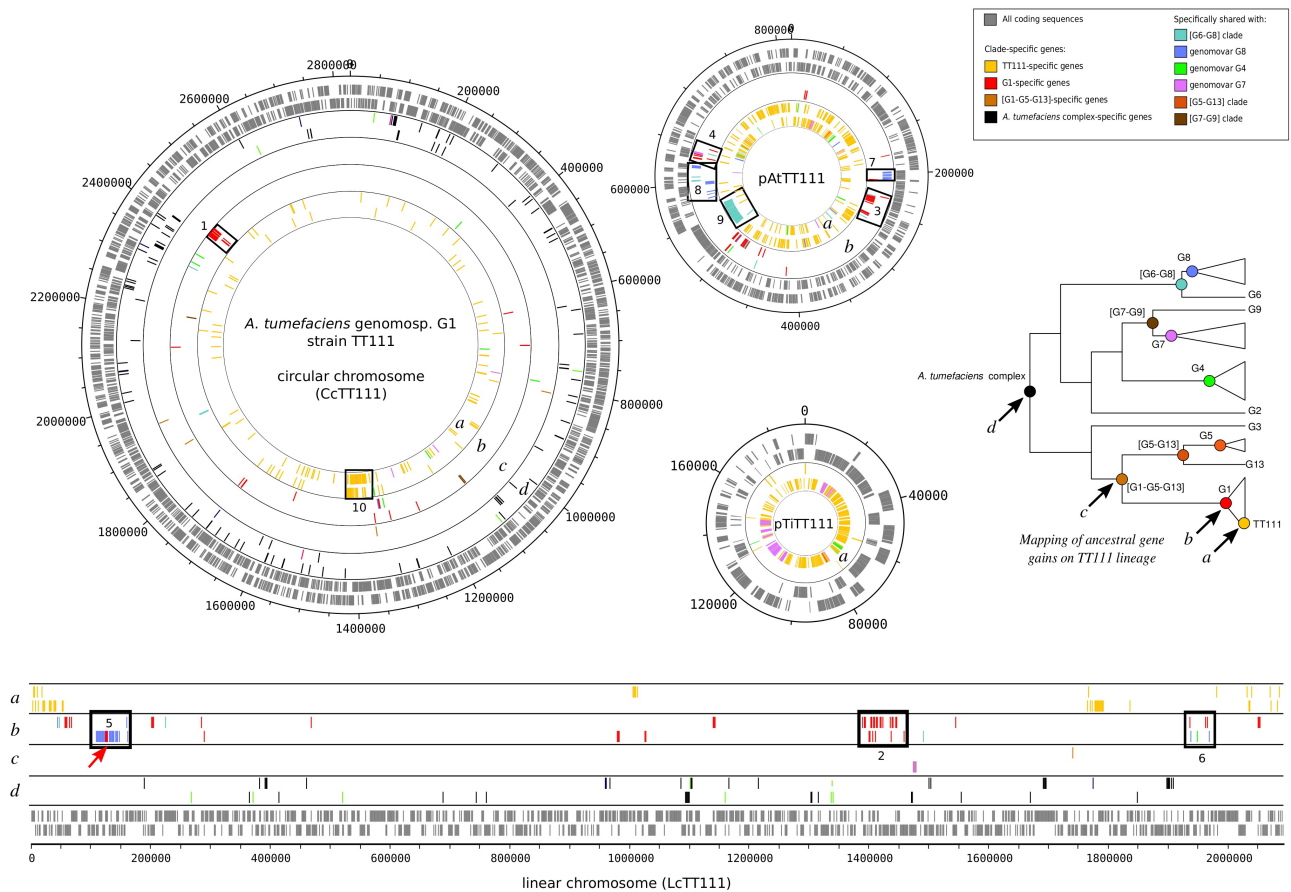 0
2800000
200000
2600000
400000
2400000
600000
2200000
800000
2000000
1000000
1800000
1200000
1600000
1400000
1
10
A. tumefaciens genomosp. G1
strain TT111
circular chromosome
(CcTT111)
a
b
c
d
0
800000
200000
600000
400000
4
7
8
3
9
pAtTT111
a
b
0
160000
40000
120000
80000
pTiTT111
a
All coding sequences
Clade-specific genes:
TT111-specific genes
G1-specific genes
[G1-G5-G13]-specific genes
A. tumefaciens complex-specific genes
Specifically shared with:
[G6-G8] clade
genomovar G8
genomovar G4
genomovar G7
[G5-G13] clade
[G7-G9] clade
G8
[G6-G8]
G6
G9
[G7-G9]
G7
G4
A. tumefaciens complex
d
G2
G3
G5
[G5-G13]
G13
[G1-G5-G13]
c
G1
TT111
b
a
Mapping of ancestral gene
gains on TT111 lineage
a
b
c
d
5
2
6
0 200000 400000 600000 800000 1000000 1200000 1400000 1600000 1800000 2000000
linear chromosome (LcTT111)